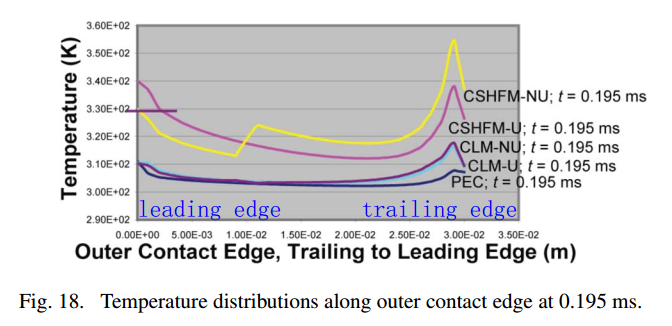 3.60E+02
3.50E+02
3.40E+02
3.30E+02
3.20E+02
3.10E+02
3.00E+02
2.90E+02
Temperature (K)
CSHFM-NU; t = 0.195 ms
CSHFM-U; t = 0.195 ms
CLM-NU; t = 0.195 ms
CLM-U; t = 0.195 ms
PEC; t = 0.195 ms
leading edge trailing edge
0.00E+00 5.00E-03 1.00E-02 1.50E-02 2.00E-02 2.50E-02 3.00E-02 3.50E-02
Outer Contact Edge, Trailing to Leading Edge (m)
Fig. 18. Temperature distributions along outer contact edge at 0.195 ms.